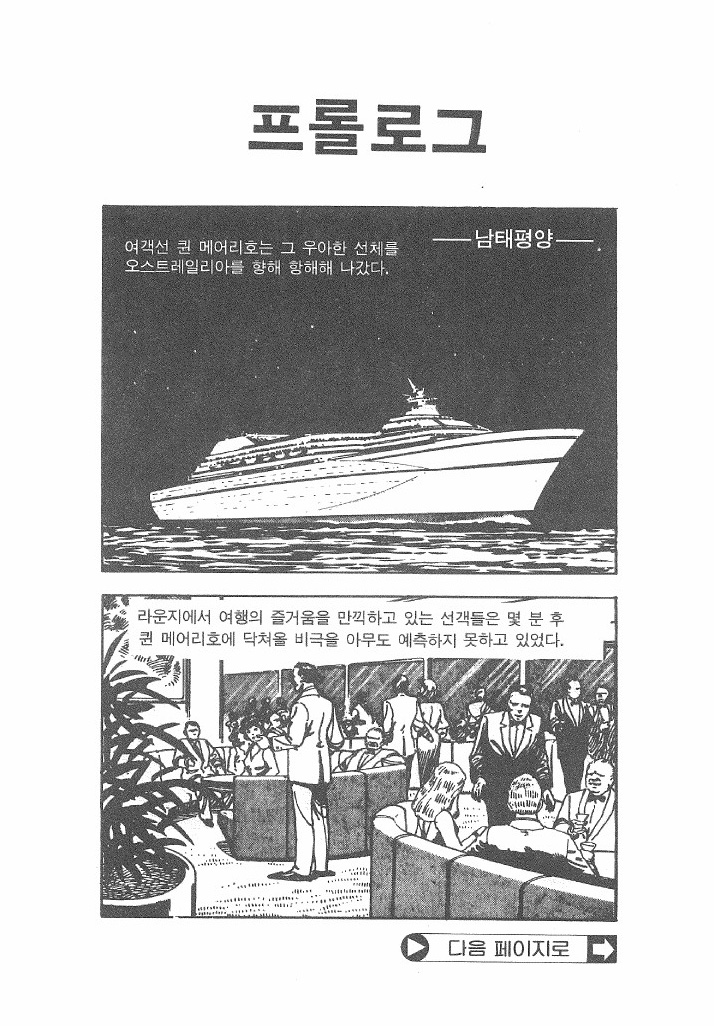 프롤로그
여객선 퀸 메어리호는 그 우아한 선체를
오스트레일리아를 향해 항해해 나갔다.
남태평양
라운지에서 여행의 즐거움을 만끽하고 있는 선객들은 몇 분 후
퀸 메어리호에 닥쳐올 비극을 아무도 예측하지 못하고 있었다.
다음 페이지로